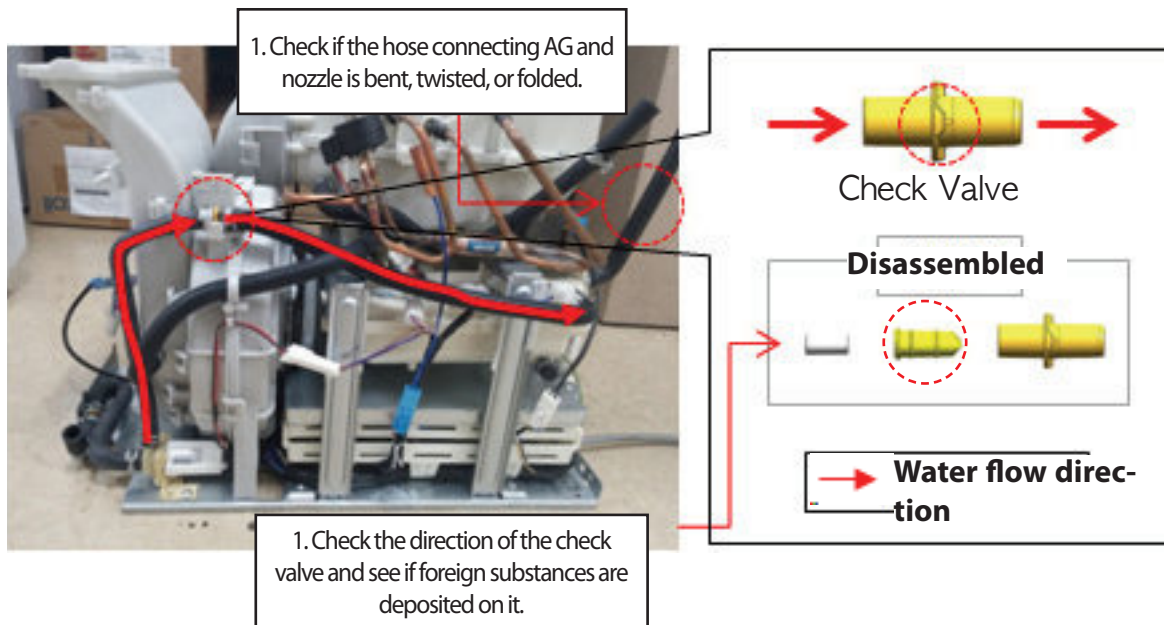 1. Check if the hose connecting AG and
nozzle is bent, twisted, or folded.
Check Valve
Disassembled
Water flow direc-
tion
1. Check the direction of the check
valve and see if foreign substances are
deposited on it.